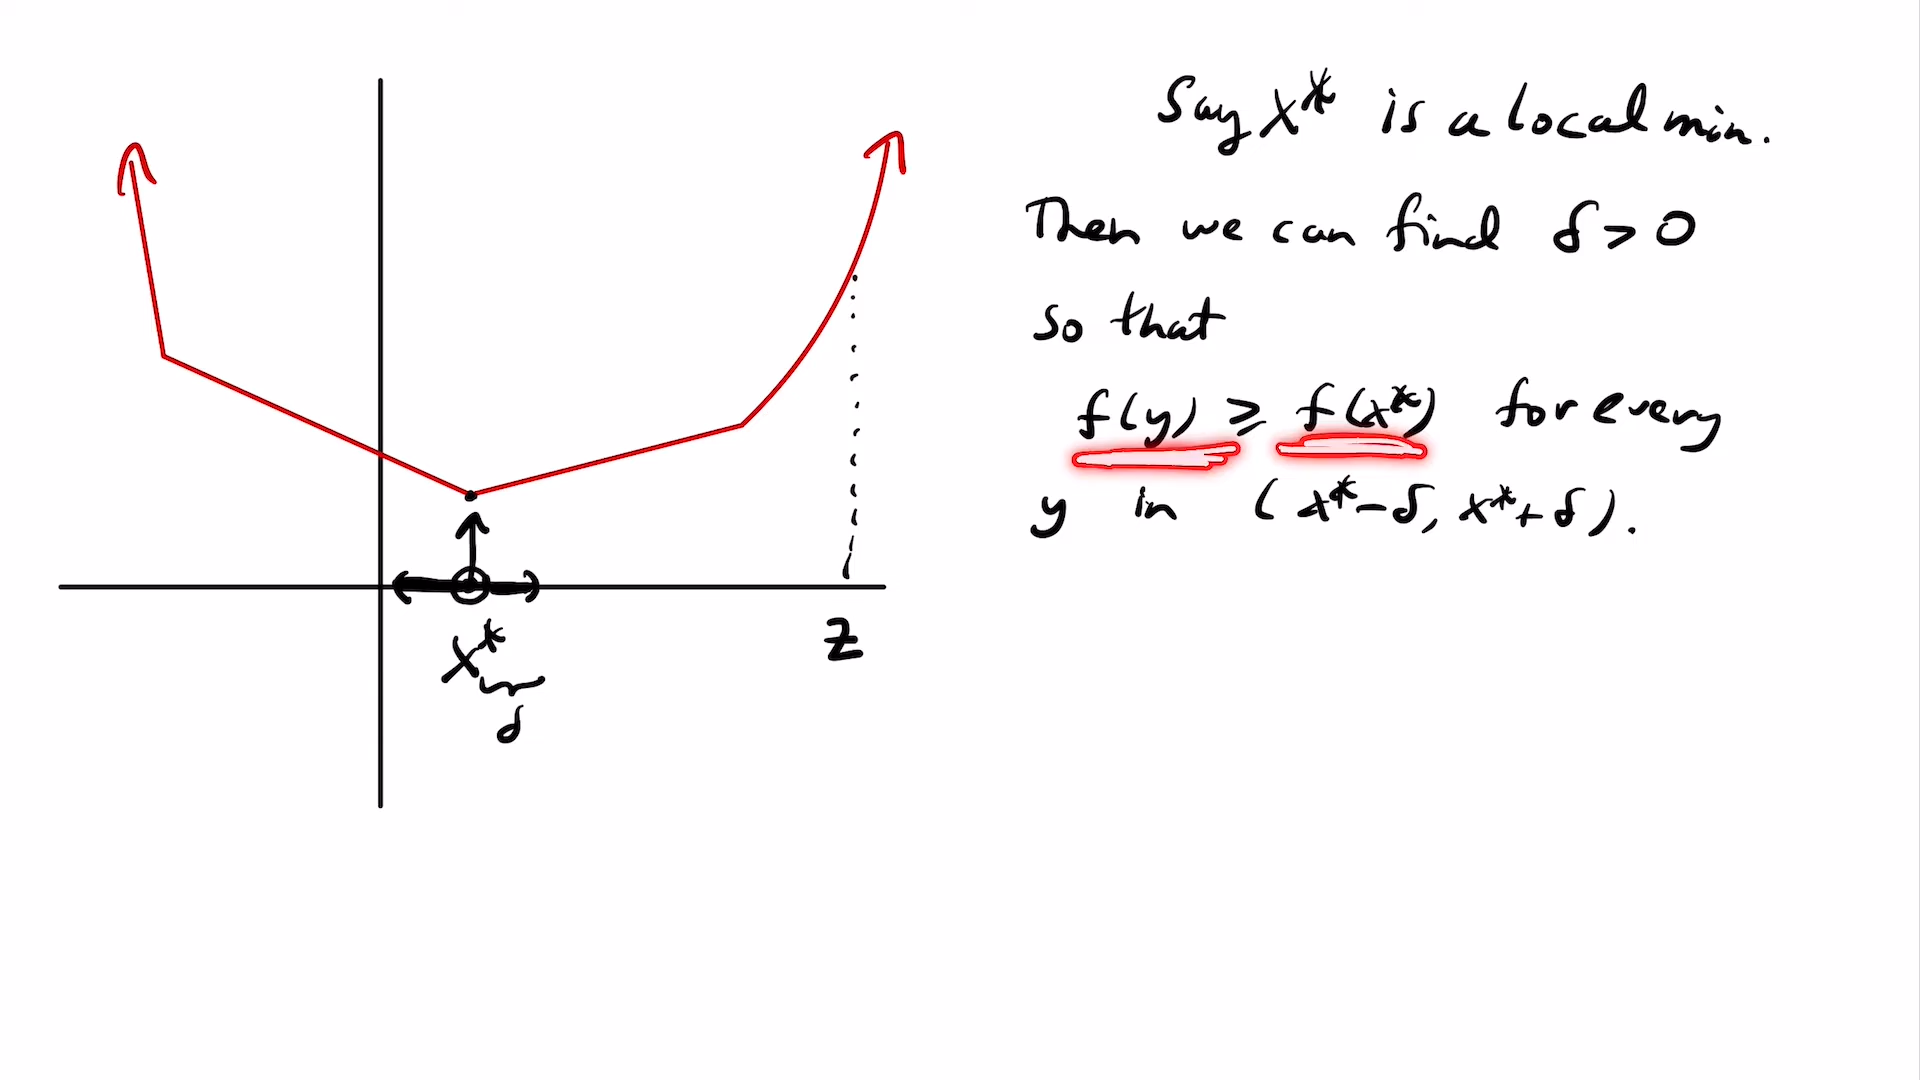 Say x* is a local min.
Then we can find δ > 0
so that
f(y) ≥ f(x*) for every
y in (x*-δ, x*+δ).
x*
z
δ